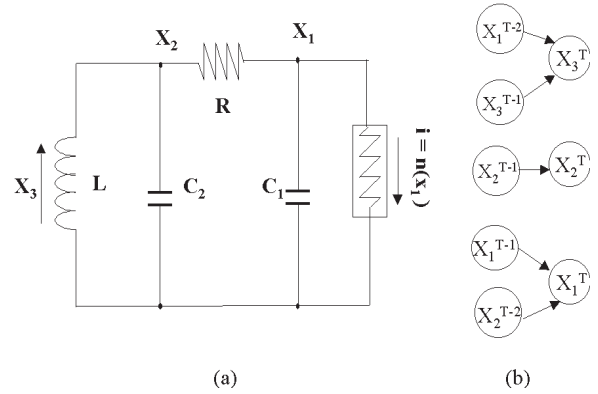 X₂
X₁
R
X₃
L
C₂
C₁
i = n(x₁)
(a)
X₁ᵀ⁻²
X₃ᵀ
X₃ᵀ⁻¹
X₂ᵀ⁻¹
X₂ᵀ
X₁ᵀ⁻¹
X₁ᵀ
X₂ᵀ⁻²
(b)